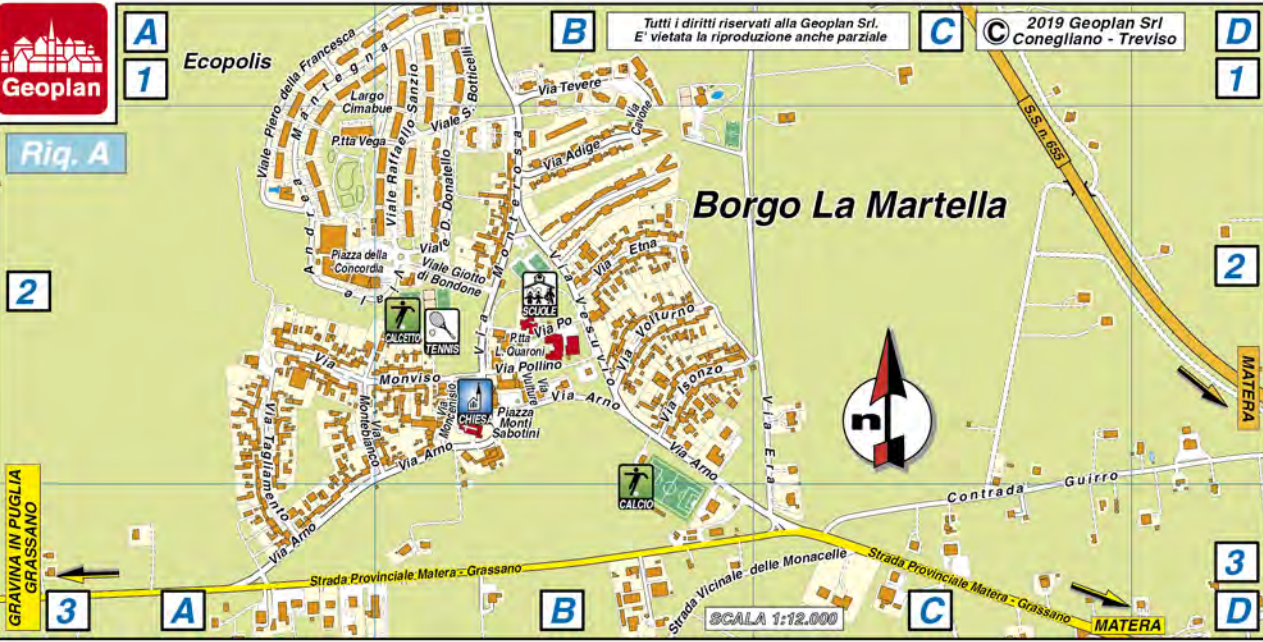 Geoplan
A
B
C
D
1
1
Tutti i diritti riservati alla Geoplan Srl.
E' vietata la riproduzione anche parziale
© 2019 Geoplan Srl
Conegliano - Treviso
Riq. A
Ecopolis
Viale Piero della Francesca
Andrea Mantegna
Viale
Largo
Cimabue
P.tta Vega
Viale Raffaello Sanzio
Viale S. Botticelli
Viale D. Donatello
Via Monterosa
Via Tevere
Via Cavone
Via Adige
S.S. n. 655
Borgo La Martella
Piazza della
Concordia
Viale Giotto
di Bondone
Via Etna
Via Vesuvio
2
2
SCUOLE
CALCETTO
TENNIS
Via Po
P.tta
L. Quaroni
Via Pollino
Via Vulture
Via Volturno
Via Isonzo
Via Monviso
Via Moncenisio
Via Montebianco
Via Tagliamento
CHIESA
Piazza
Monti
Sabotini
Via Arno
Via Arno
Via Arno
Via Arno
Via Era
n
MATERA
CALCIO
Contrada Guirro
GRAVINA IN PUGLIA
GRASSANO
Strada Provinciale Matera - Grassano
Strada Vicinale delle Monacelle
Strada Provinciale Matera - Grassano
SCALA 1:12.000
MATERA
3
A
B
C
3
D